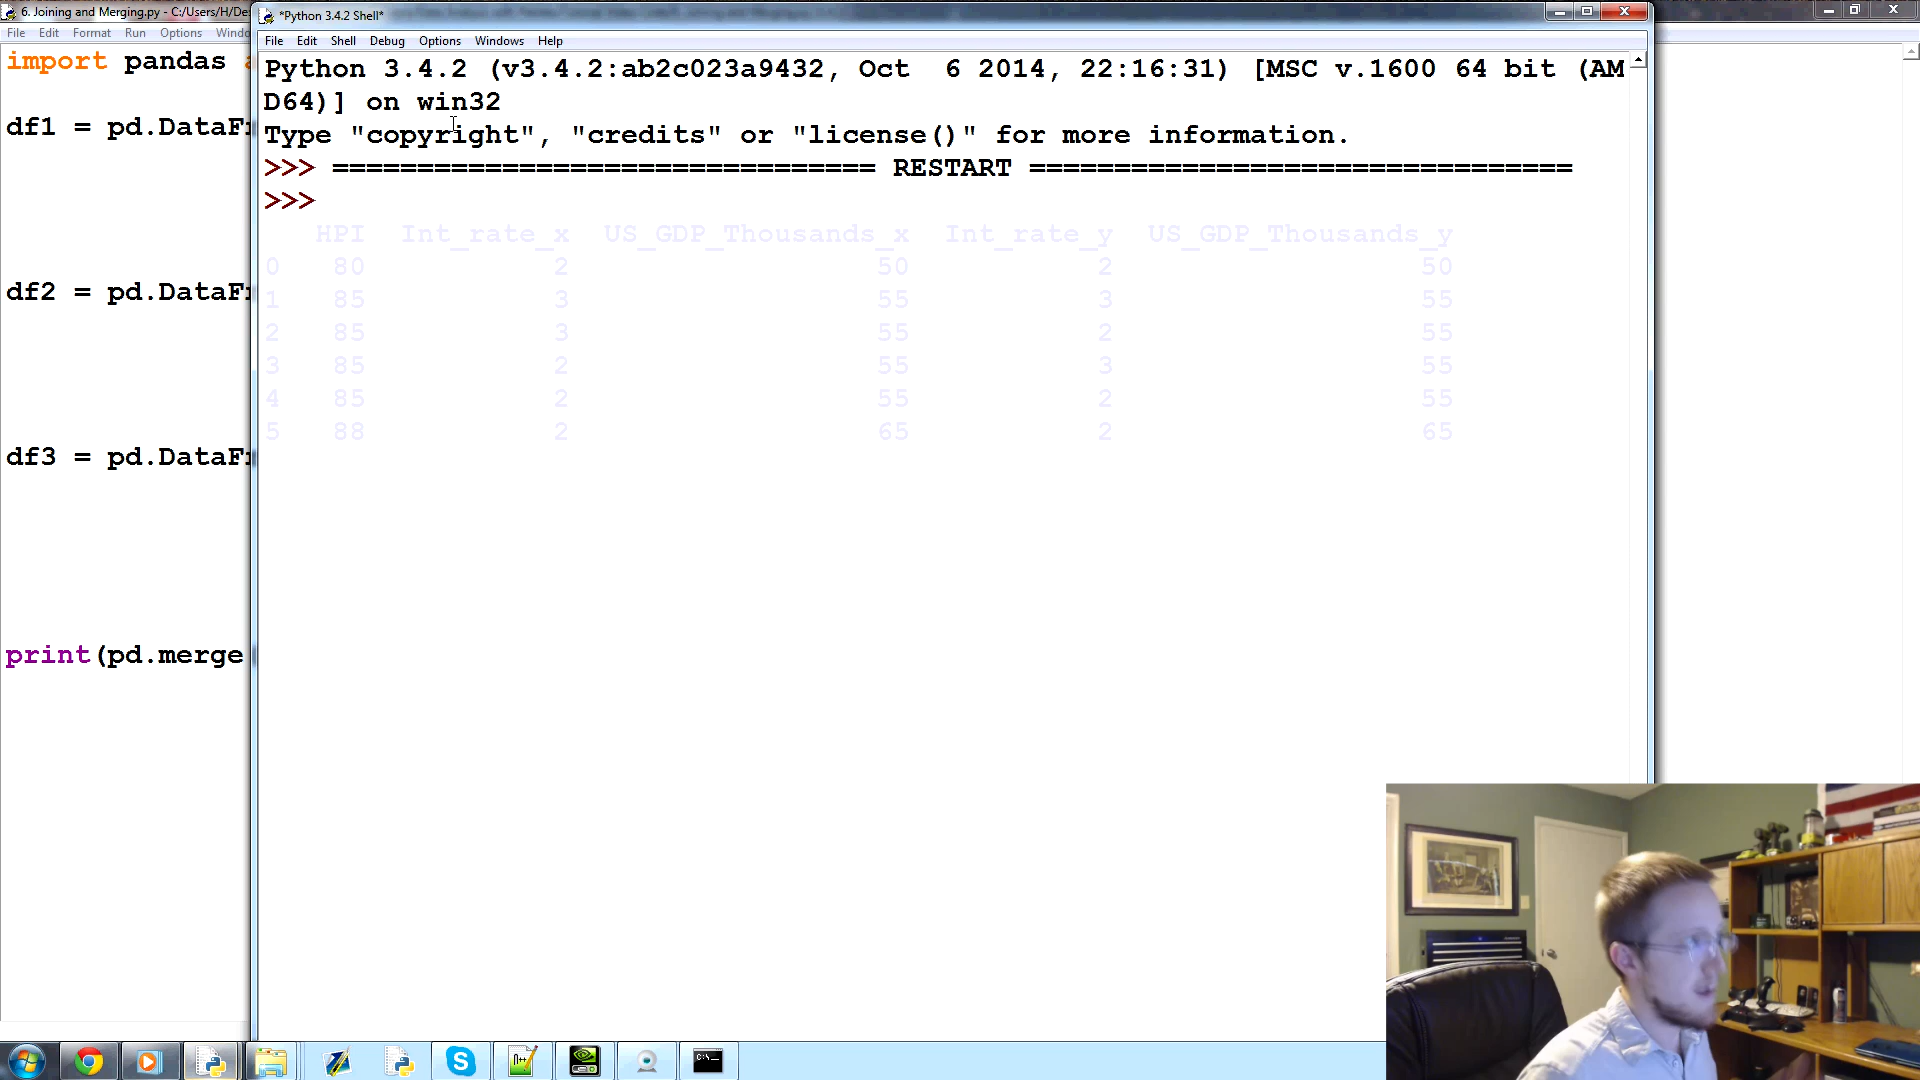 6. Joining and Merging.py - C:/Users/H/De
File Edit Format Run Options Windo
import pandas
df1 = pd.DataF
df2 = pd.DataF
df3 = pd.DataF
print(pd.merge
*Python 3.4.2 Shell*
File Edit Shell Debug Options Windows Help
Python 3.4.2 (v3.4.2:ab2c023a9432, Oct  6 2014, 22:16:31) [MSC v.1600 64 bit (AM
D64)] on win32
Type "copyright", "credits" or "license()" for more information.
>>> ================================ RESTART ================================
>>>
HPI Int_rate_x US_GDP_Thousands_x Int_rate_y US_GDP_Thousands_y
0 80 2 50 2 50
1 85 3 55 3 55
2 85 3 55 2 55
3 85 2 55 3 55
4 85 2 55 2 55
5 88 2 65 2 65